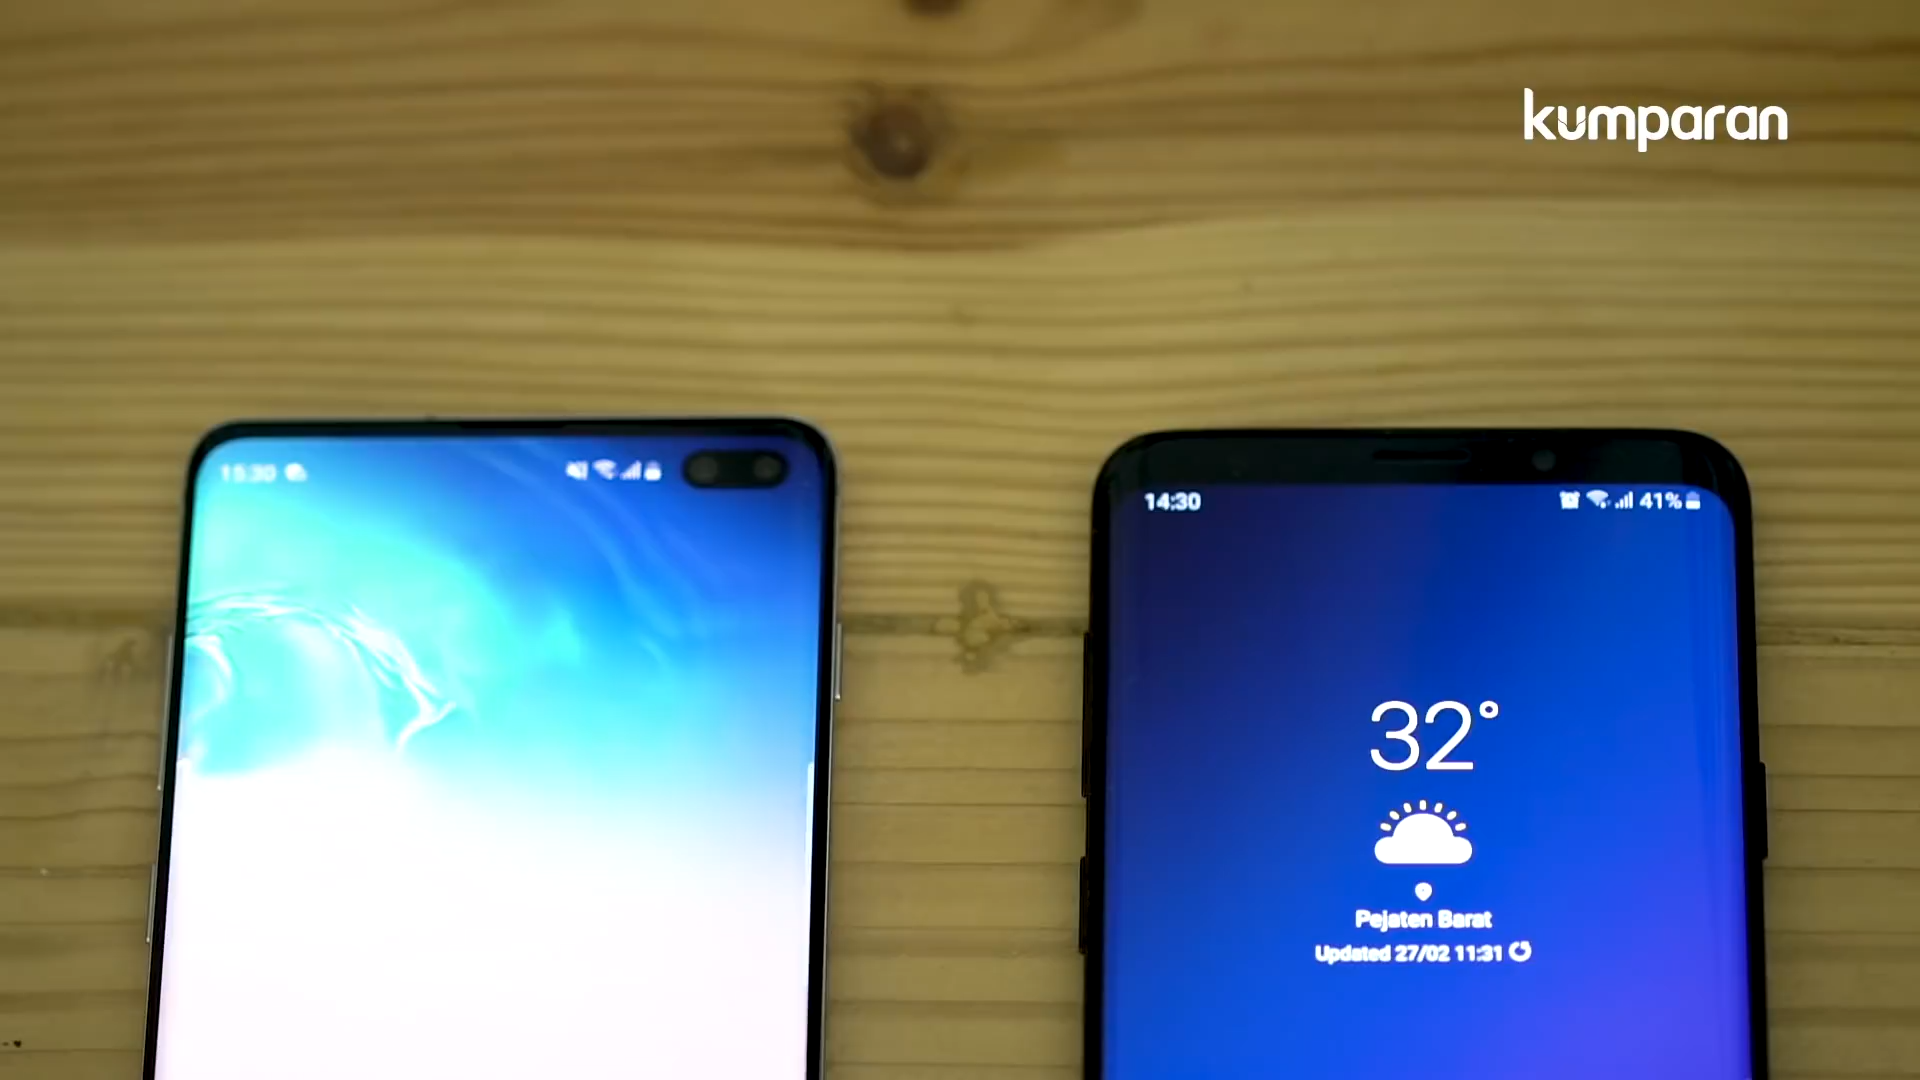 kumparan
15:30
14:30
41%
32°
Pejaten Barat
Updated 27/02 11:31